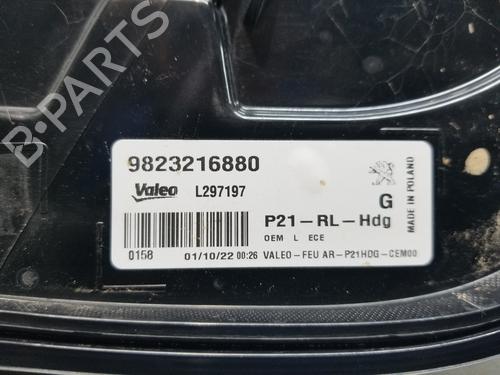 B-PARTS
9823216880
Valeo L297197
G
MADE IN POLAND
P21-RL-Hdg
OEM L ECE
0158 01/10/22 00:26 VALEO-FEU AR-P21HDG-CEM00